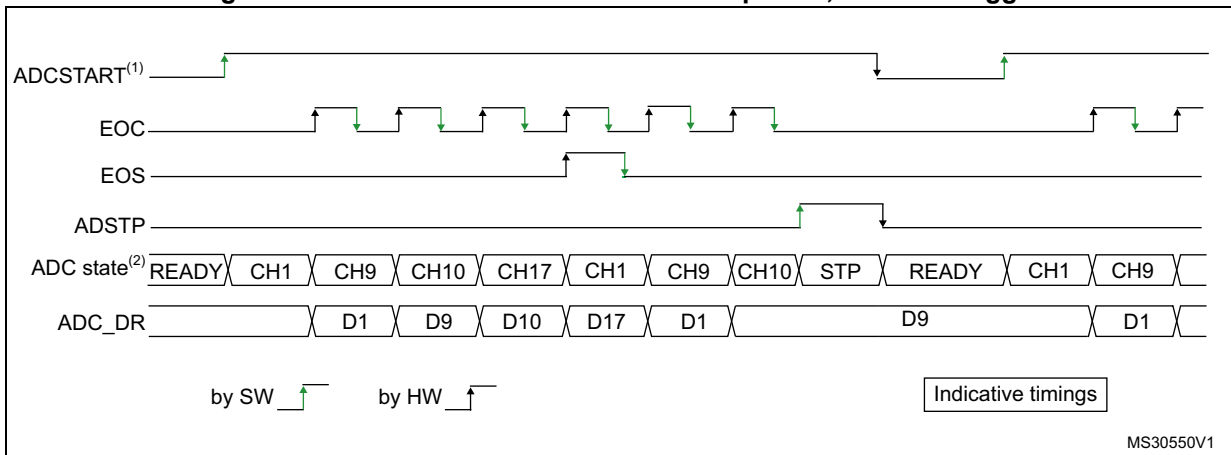 ADCSTART(1)
EOC
EOS
ADSTP
ADC state(2) READY CH1 CH9 CH10 CH17 CH1 CH9 CH10 STP READY CH1 CH9
ADC_DR D1 D9 D10 D17 D1 D9 D1
by SW by HW Indicative timings
MS30550V1